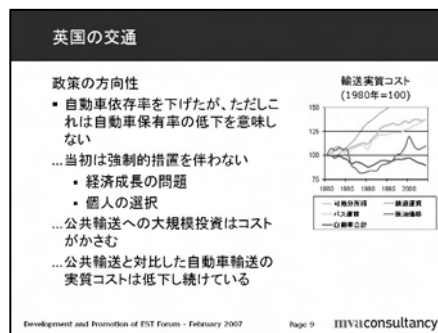 英国の交通
政策の方向性
■ 自動車依存率を下げたが、ただしこ
れは自動車保有率の低下を意味し
ない
…当初は強制的措置を伴わない
■ 経済成長の問題
■ 個人の選択
…公共輸送への大規模投資はコスト
がかさむ
…公共輸送と対比した自動車輸送の
実質コストは低下し続けている
輸送実質コスト
(1980年=100)
150
125
100
75
1980 1985 1990 1995 2000
可処分所得 鉄道運賃
バス運賃 原油価格
自動車合計
Development and Promotion of EST Forum - February 2007
Page 9
mvaconsultancy